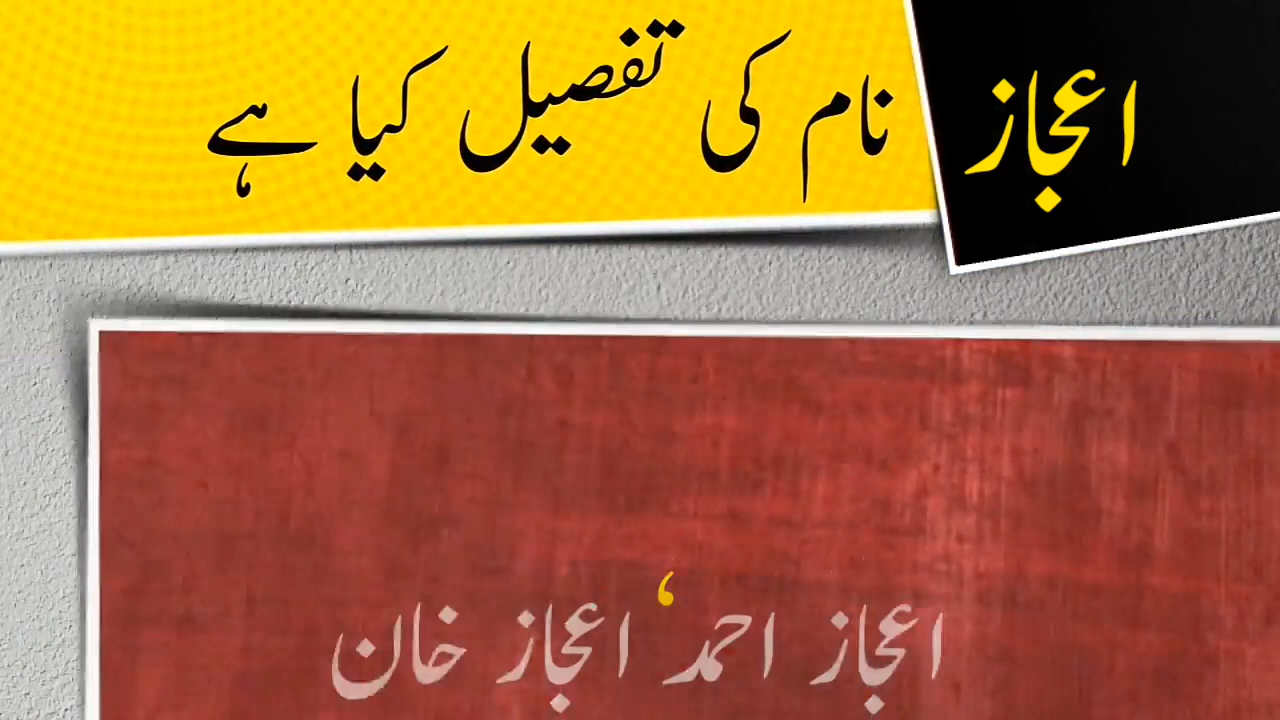 اعجاز نام کی تفصیل کیا ہے
اعجاز احمد ، اعجاز خان